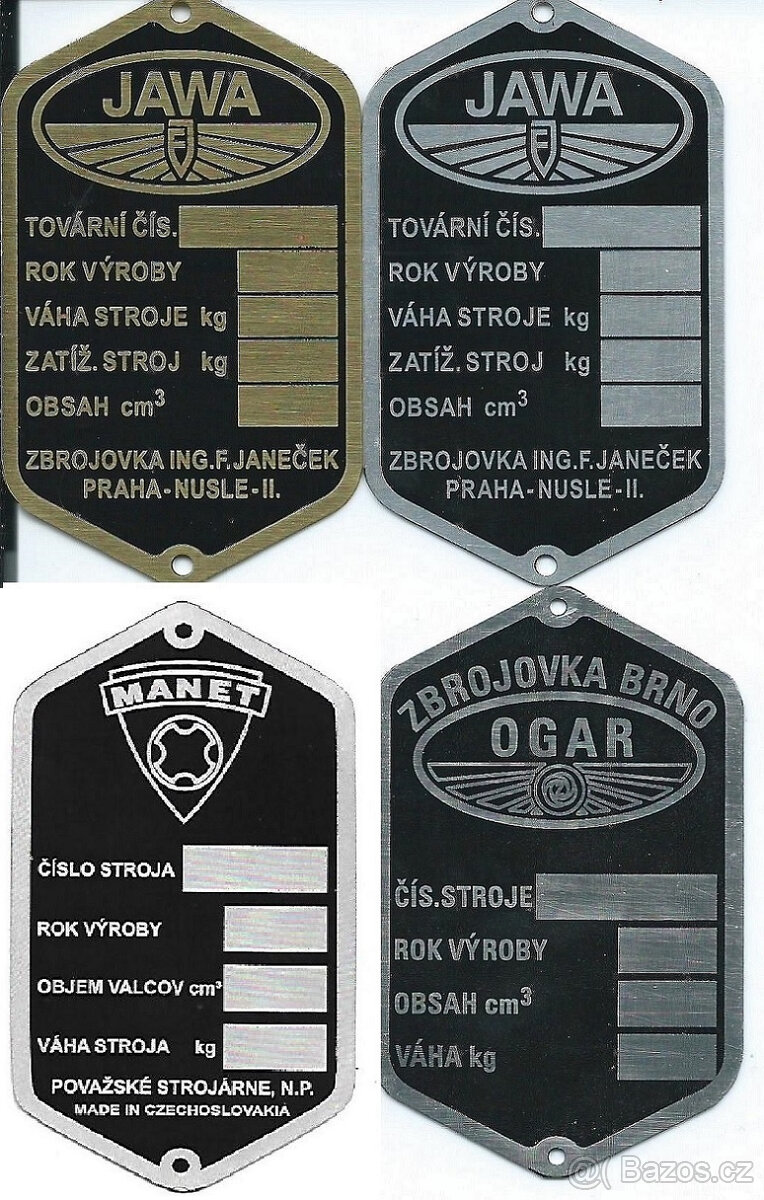 JAWA
TOVÁRNÍ ČÍS.
ROK VÝROBY
VÁHA STROJE kg
ZATÍŽ. STROJ kg
OBSAH cm³
ZBROJOVKA ING.F.JANEČEK
PRAHA-NUSLE-II.
JAWA
TOVÁRNÍ ČÍS.
ROK VÝROBY
VÁHA STROJE kg
ZATÍŽ. STROJ kg
OBSAH cm³
ZBROJOVKA ING.F.JANEČEK
PRAHA-NUSLE-II.
MANET
ČÍSLO STROJA
ROK VÝROBY
OBJEM VALCOV cm³
VÁHA STROJA kg
POVAŽSKÉ STROJÁRNE, N.P.
MADE IN CZECHOSLOVAKIA
ZBROJOVKA BRNO
OGAR
ČÍS.STROJE
ROK VÝROBY
OBSAH cm³
VÁHA kg
Bazos.cz